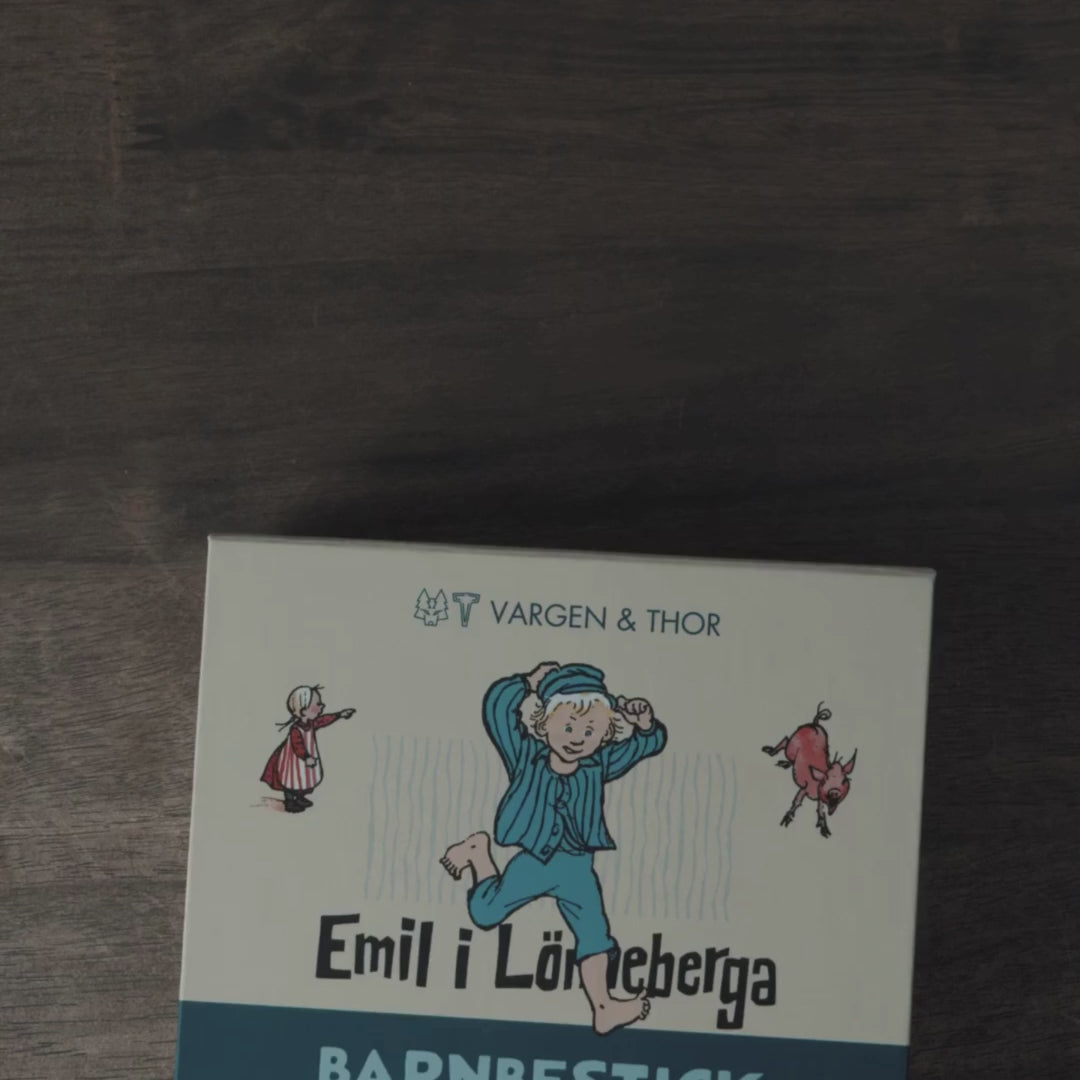 VARGEN & THOR
Emil i Lönneberga
BARNBESTICK